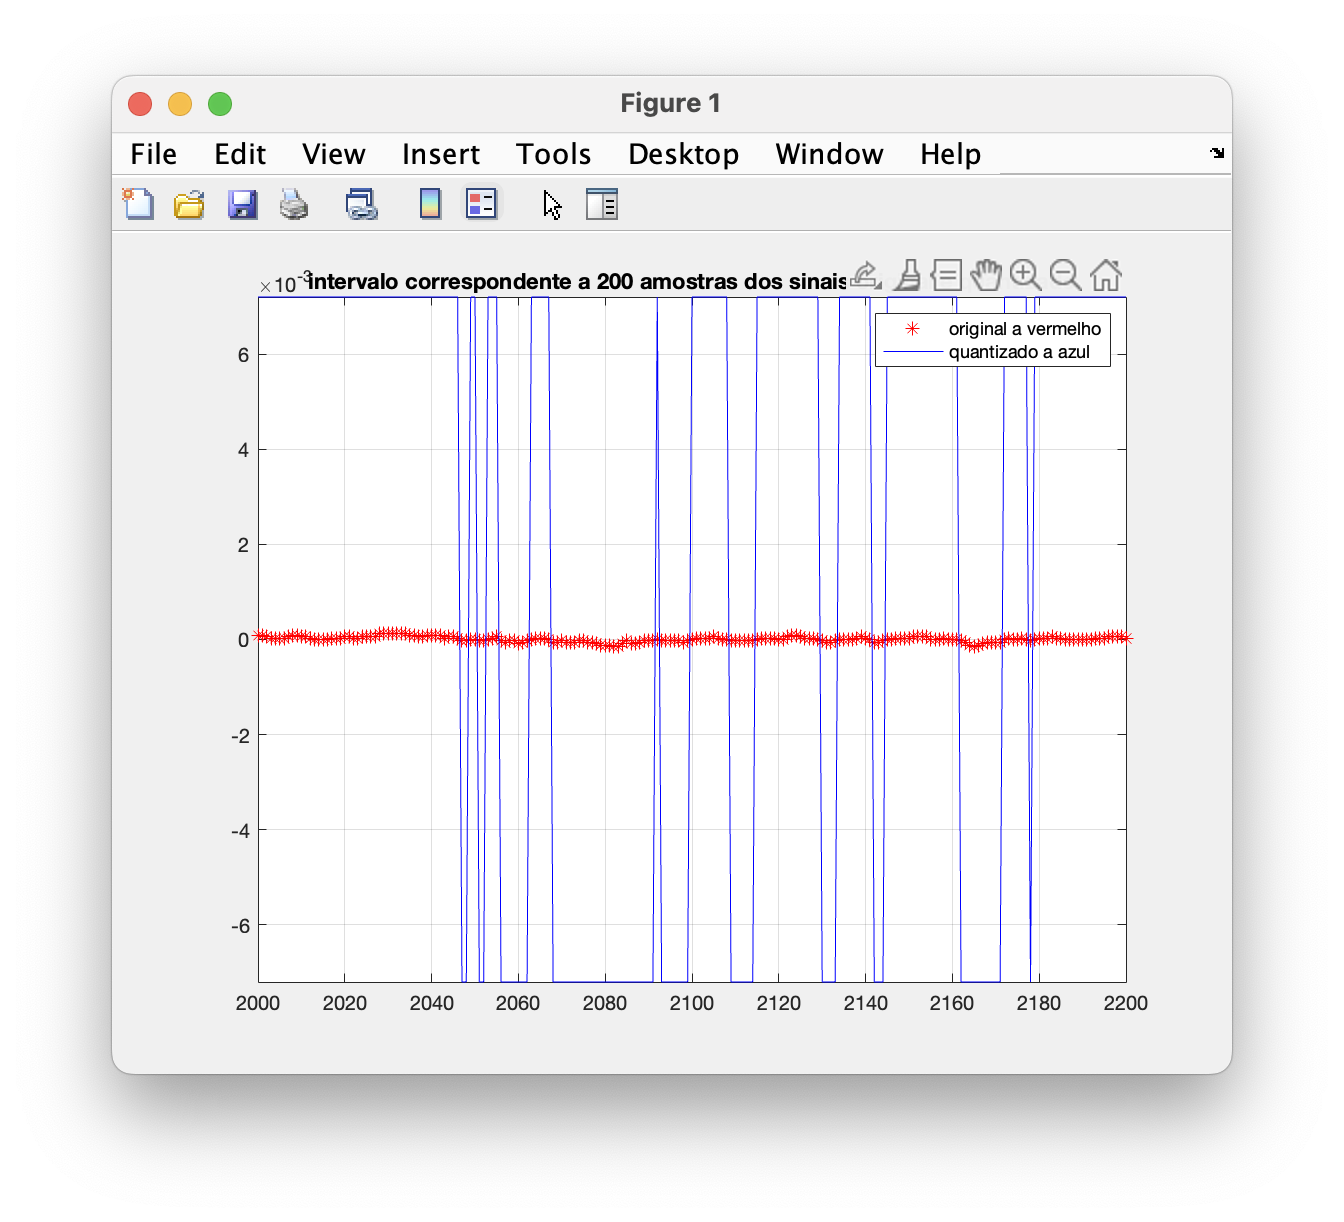 Figure 1
File Edit View Insert Tools Desktop Window Help
×10-3
intervalo correspondente a 200 amostras dos sinais
original a vermelho
quantizado a azul
6
4
2
0
-2
-4
-6
2000 2020 2040 2060 2080 2100 2120 2140 2160 2180 2200